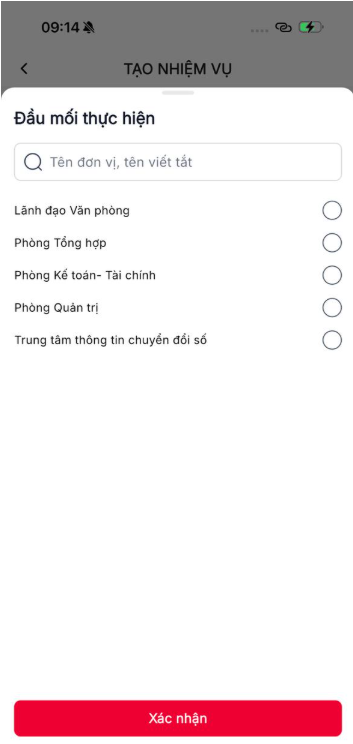 09:14
TẠO NHIỆM VỤ
Đầu mối thực hiện
Tên đơn vị, tên viết tắt
Lãnh đạo Văn phòng
Phòng Tổng hợp
Phòng Kế toán- Tài chính
Phòng Quản trị
Trung tâm thông tin chuyển đổi số
Xác nhận